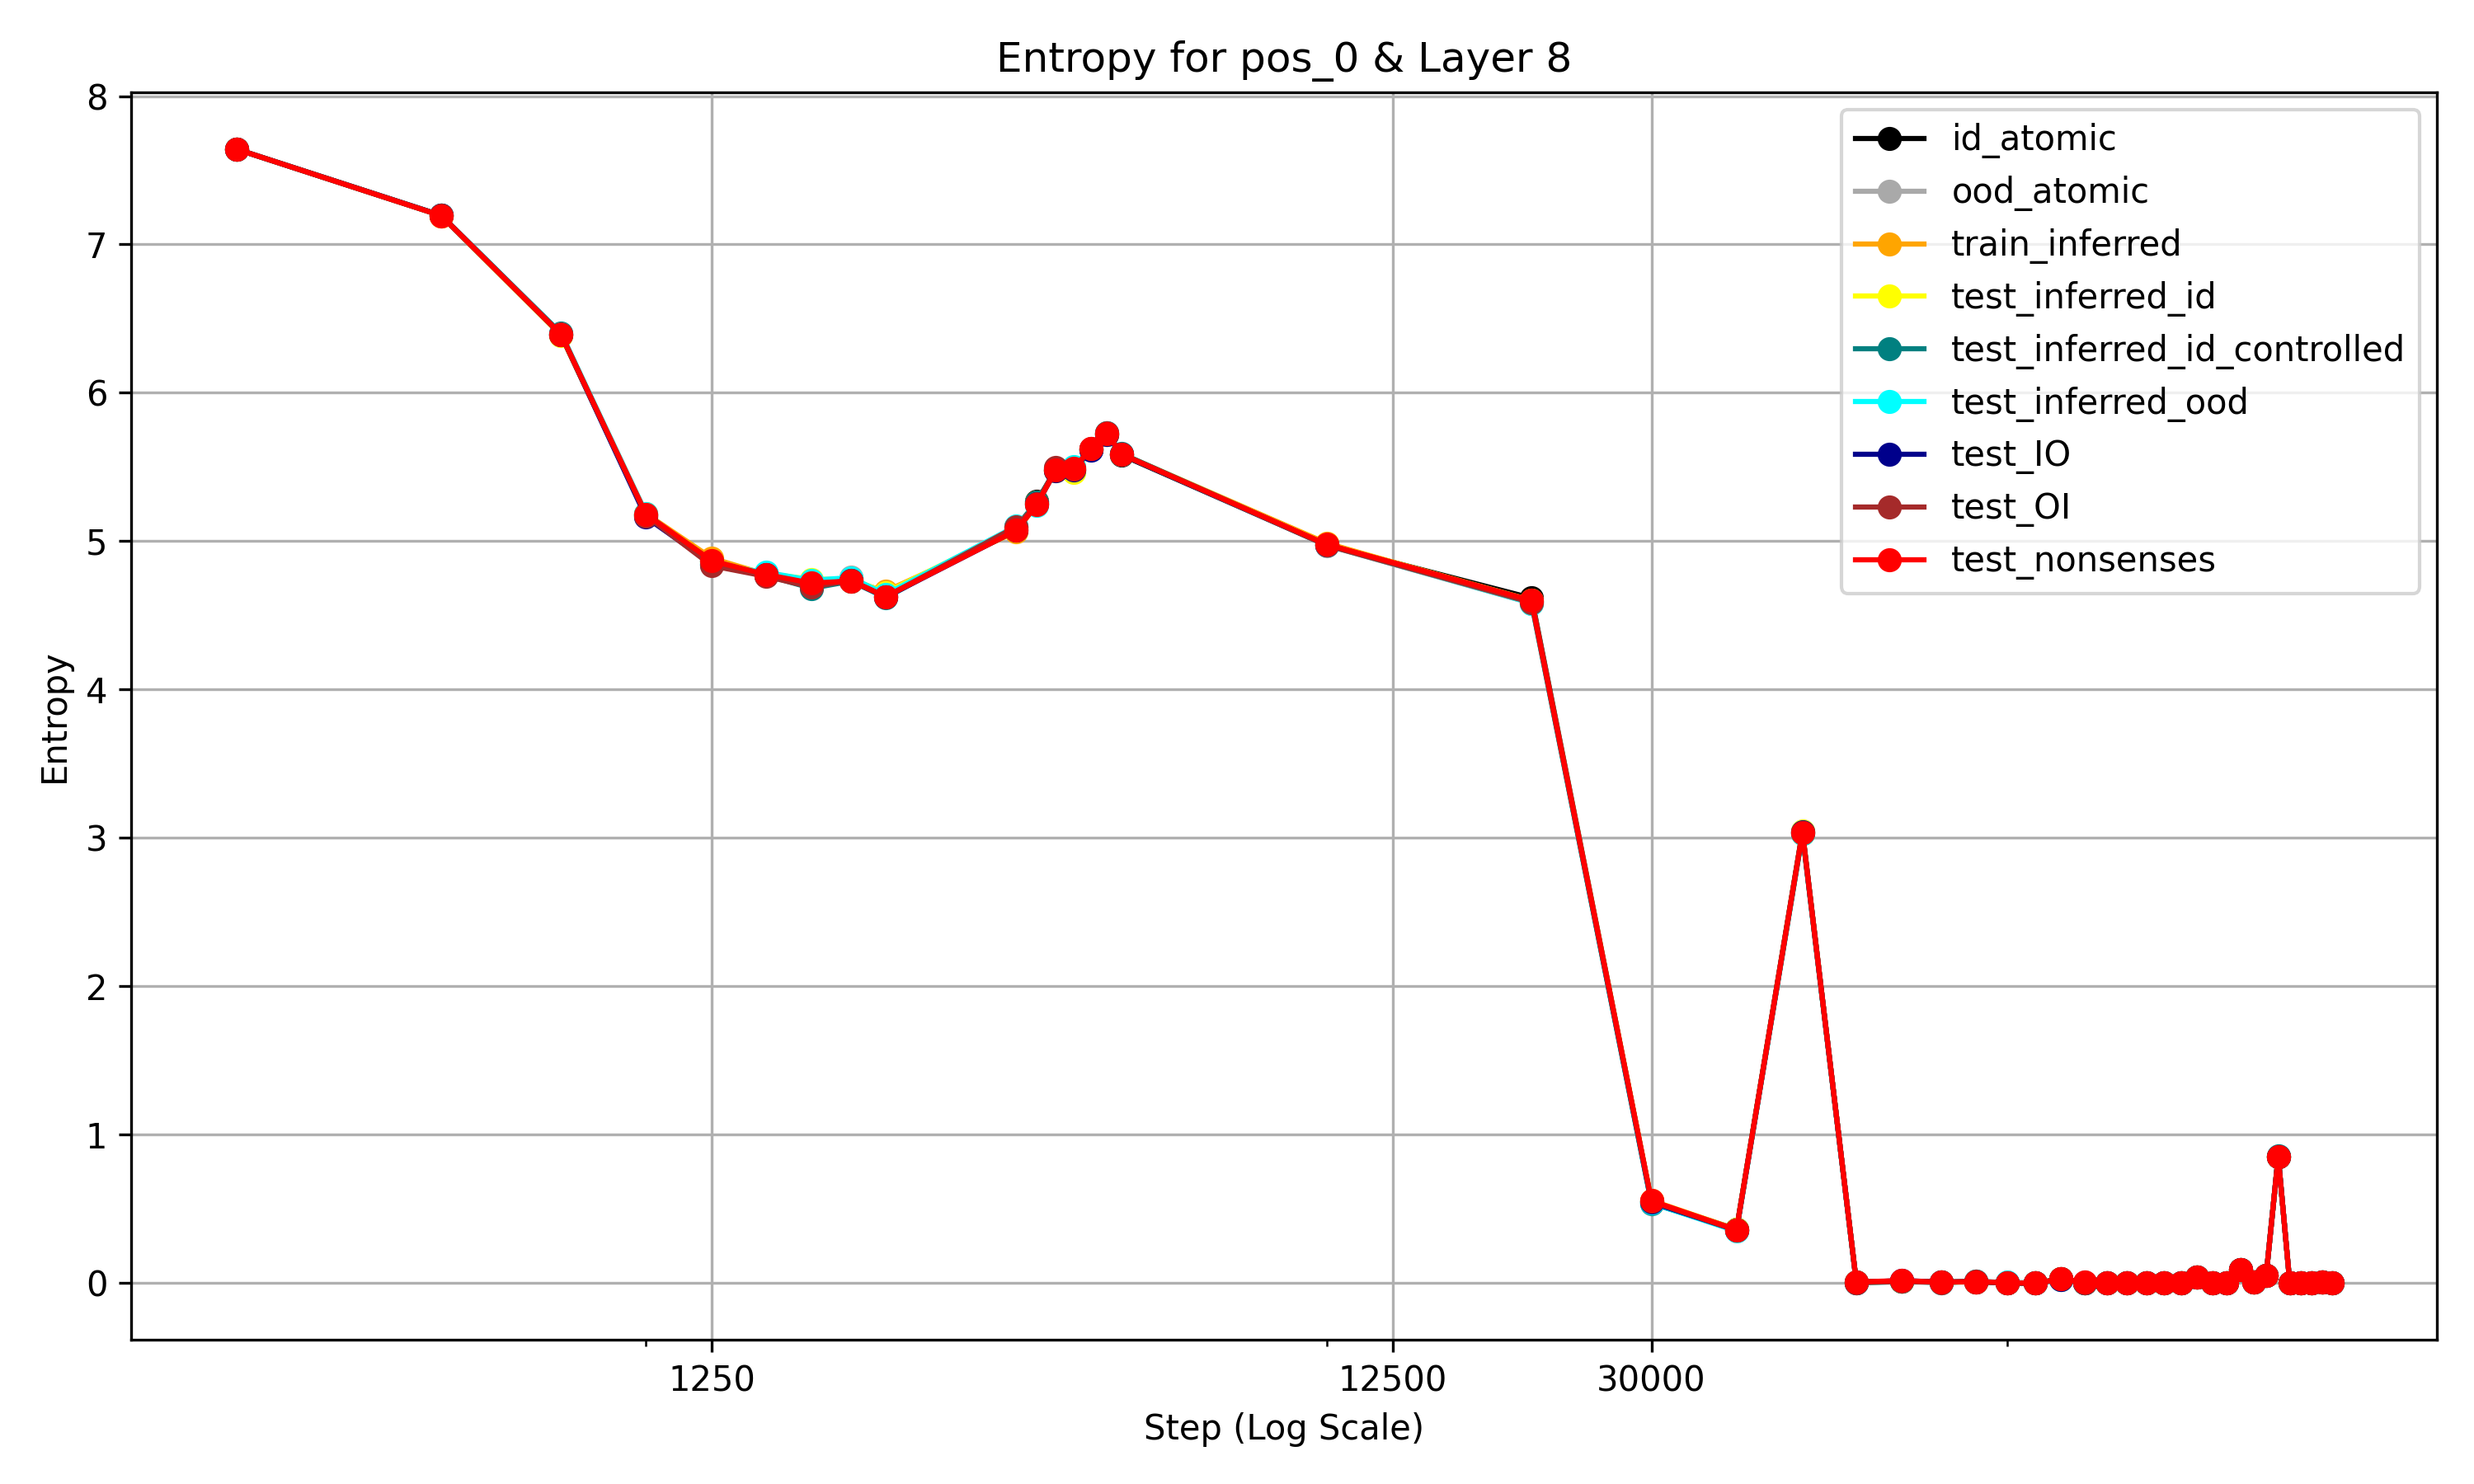 Entropy for pos_0 & Layer 8
8
7
6
5
4
3
2
1
0
Entropy
id_atomic
ood_atomic
train_inferred
test_inferred_id
test_inferred_id_controlled
test_inferred_ood
test_IO
test_OI
test_nonsenses
1250
12500
30000
Step (Log Scale)